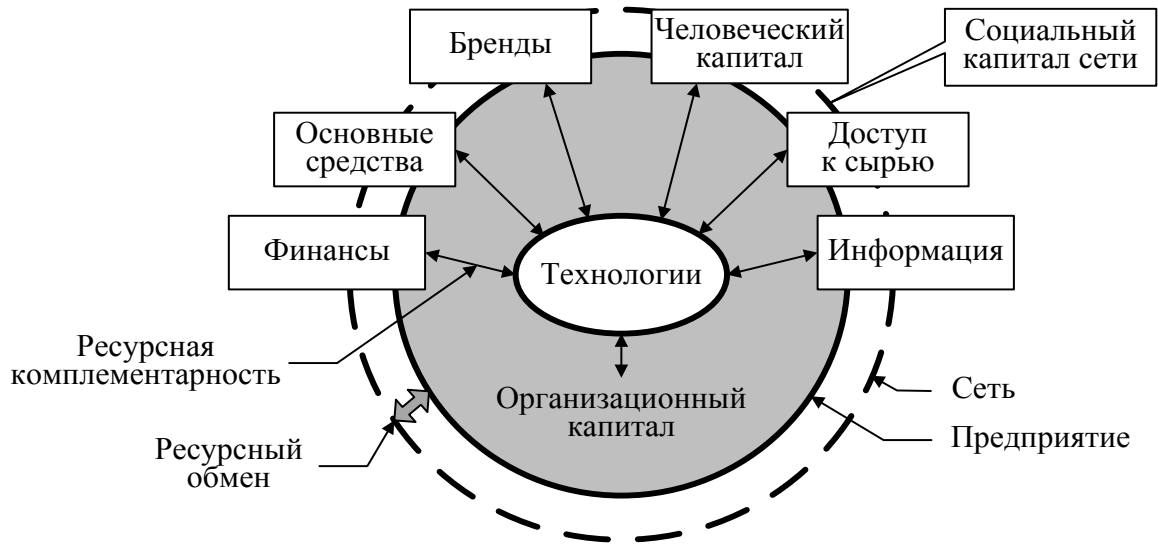 Бренды
Человеческий
капитал
Социальный
капитал сети
Основные
средства
Доступ
к сырью
Финансы
Технологии
Информация
Ресурсная
комплементарность
Организационный
капитал
Сеть
Предприятие
Ресурсный
обмен